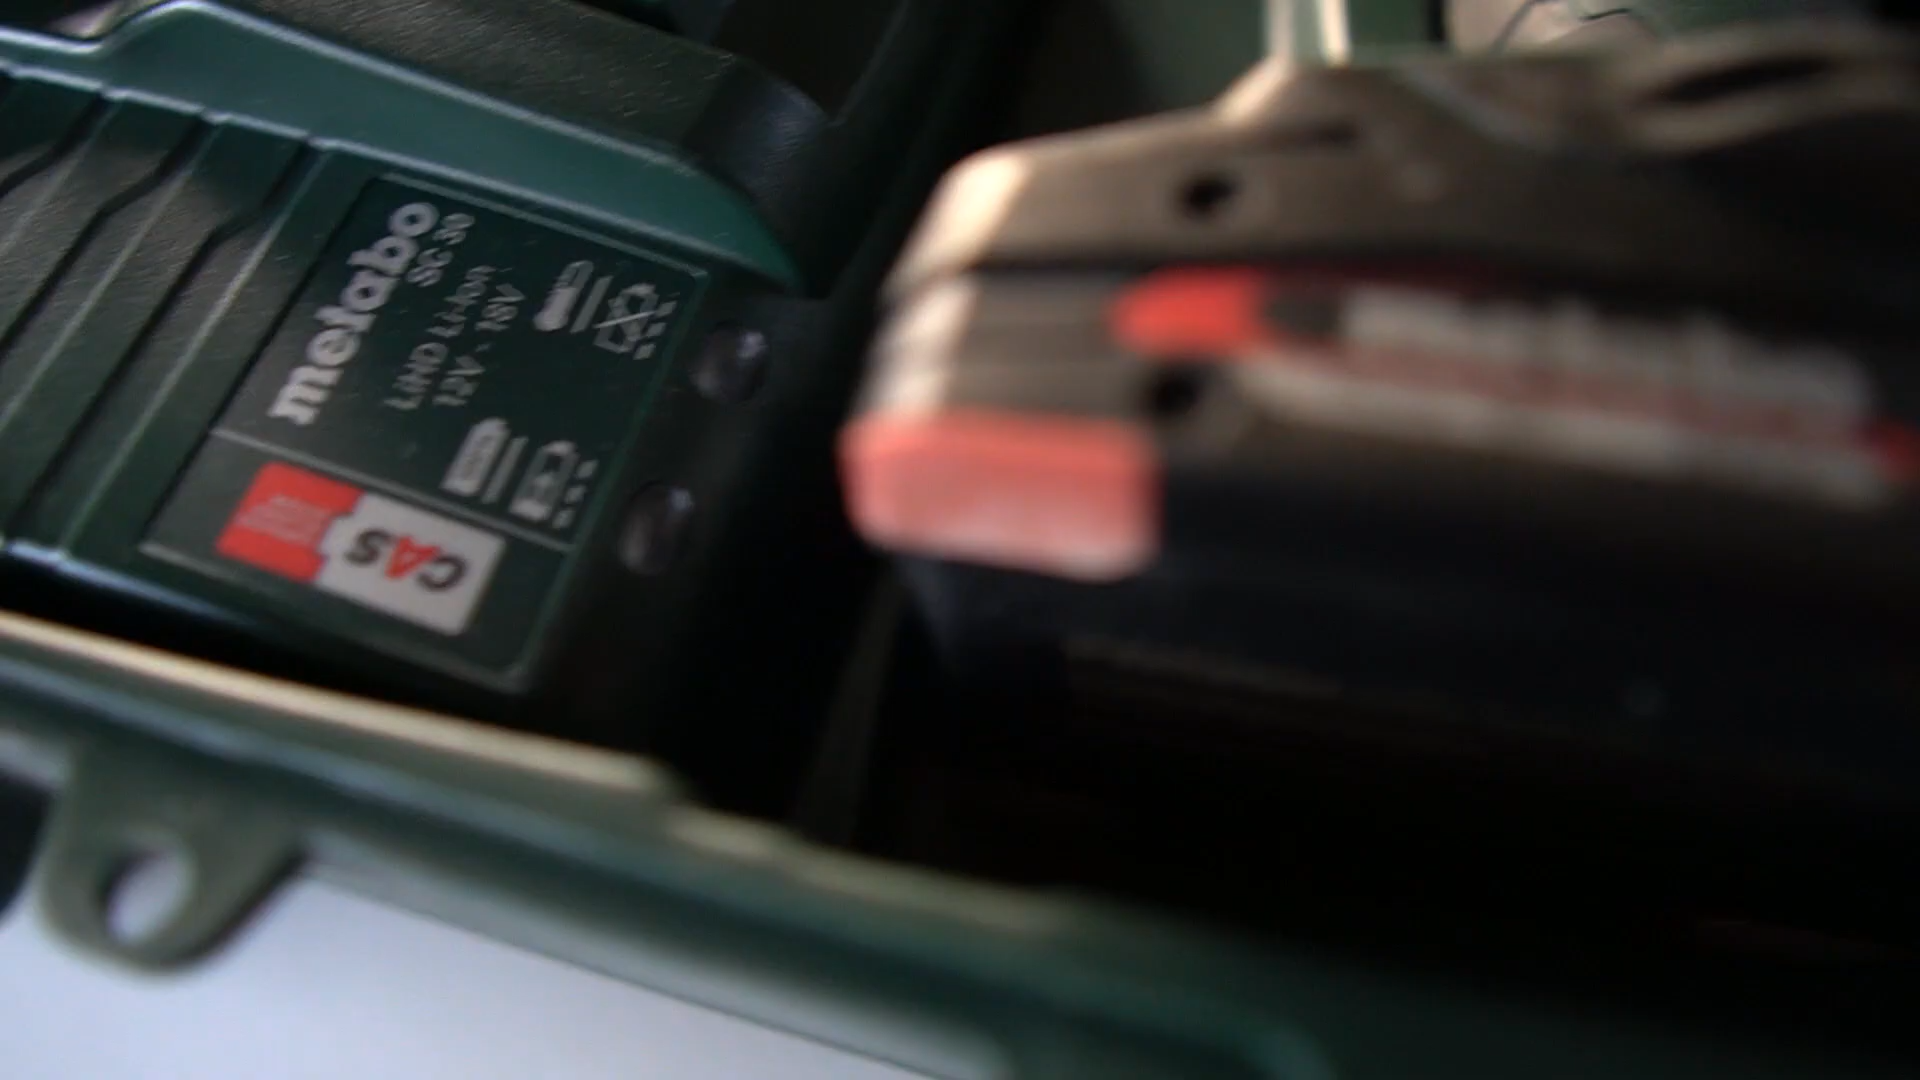 metabo
SC 30
LiHD Li-Ion
12V - 18V
CAS